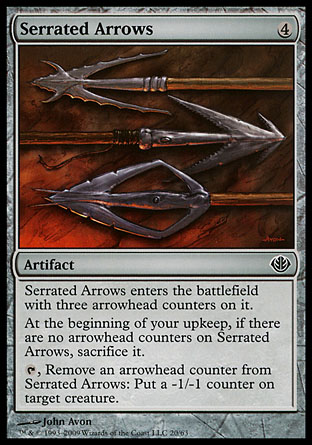 Serrated Arrows 4
Artifact
Serrated Arrows enters the battlefield
with three arrowhead counters on it.
At the beginning of your upkeep, if there
are no arrowhead counters on Serrated
Arrows, sacrifice it.
, Remove an arrowhead counter from
Serrated Arrows: Put a -1/-1 counter on
target creature.
John Avon
™ & © 1993-2009 Wizards of the Coast LLC 20/63